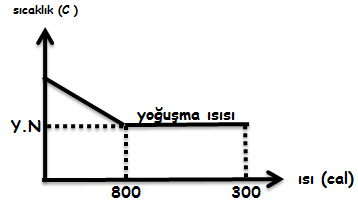 sıcaklık (C )
yoğuşma ısısı
Y.N
ısı (cal)
800
300